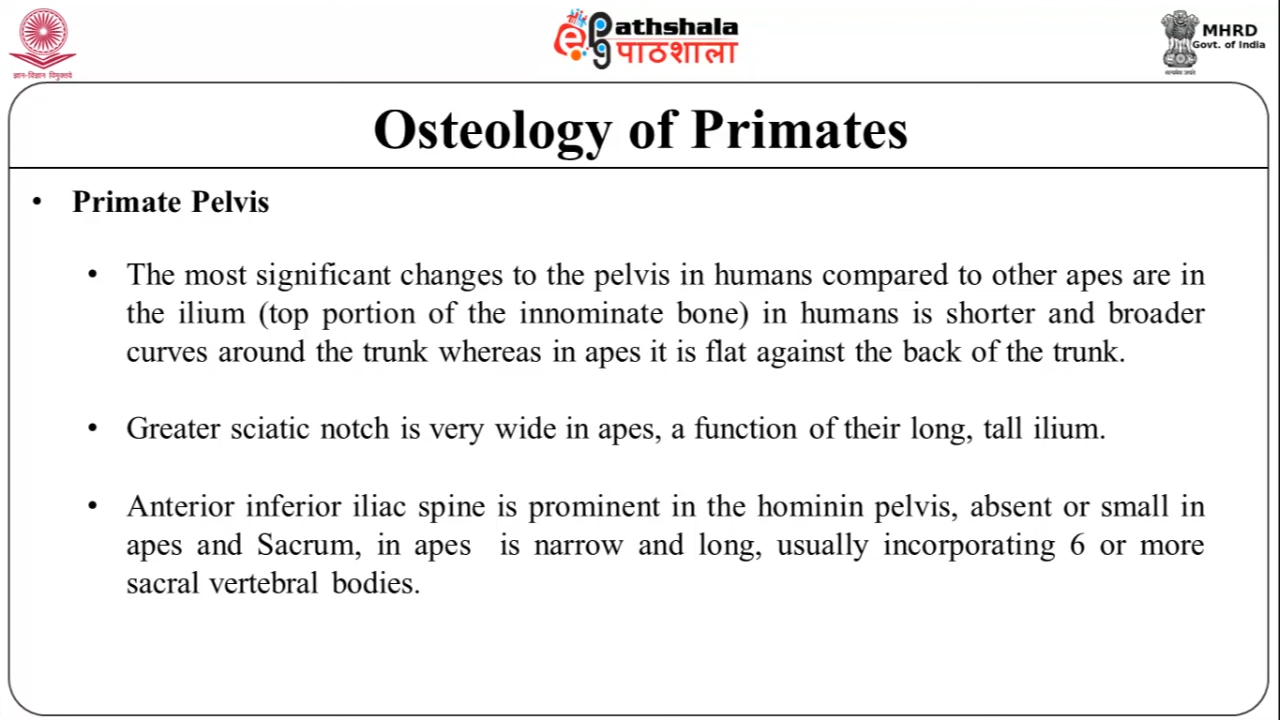 ज्ञान-विज्ञान विमुक्तये
ePathshala
पाठशाला
MHRD
Govt. of India
सत्यमेव जयते
Osteology of Primates
• Primate Pelvis
• The most significant changes to the pelvis in humans compared to other apes are in
the ilium (top portion of the innominate bone) in humans is shorter and broader
curves around the trunk whereas in apes it is flat against the back of the trunk.
• Greater sciatic notch is very wide in apes, a function of their long, tall ilium.
• Anterior inferior iliac spine is prominent in the hominin pelvis, absent or small in
apes and Sacrum, in apes is narrow and long, usually incorporating 6 or more
sacral vertebral bodies.